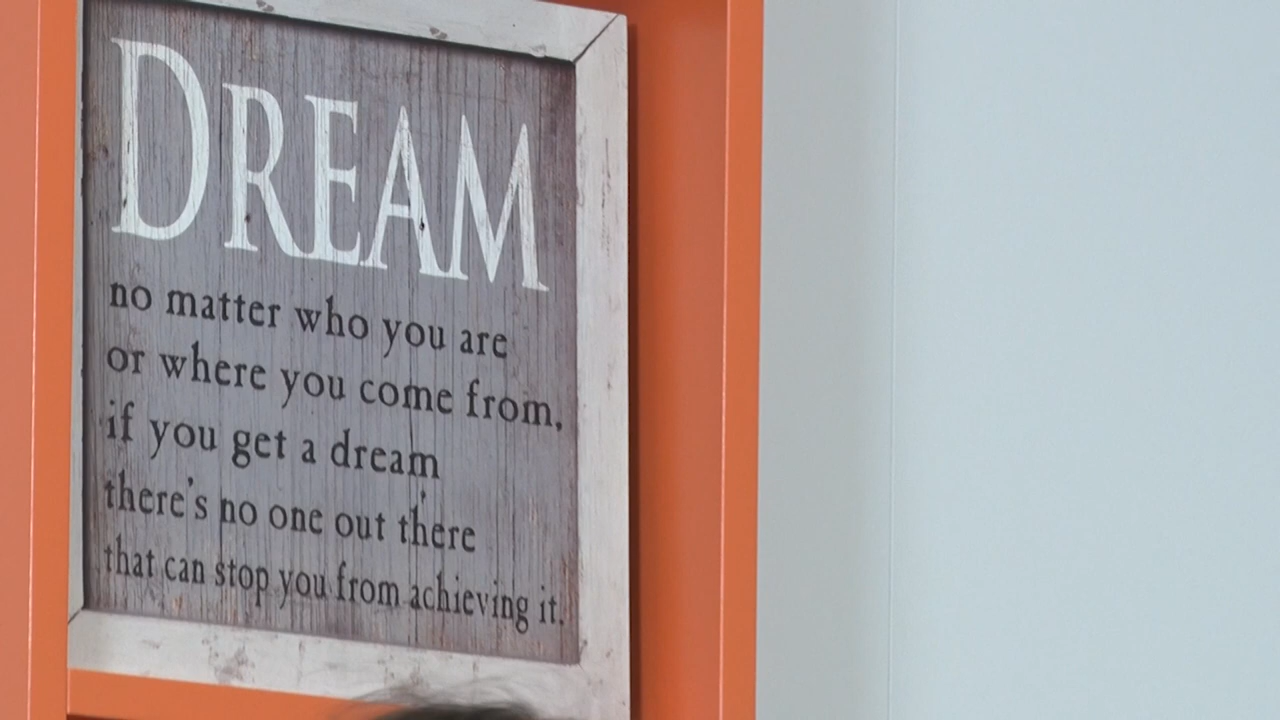 DREAM
no matter who you are
or where you come from,
if you get a dream
there's no one out there
that can stop you from achieving it.